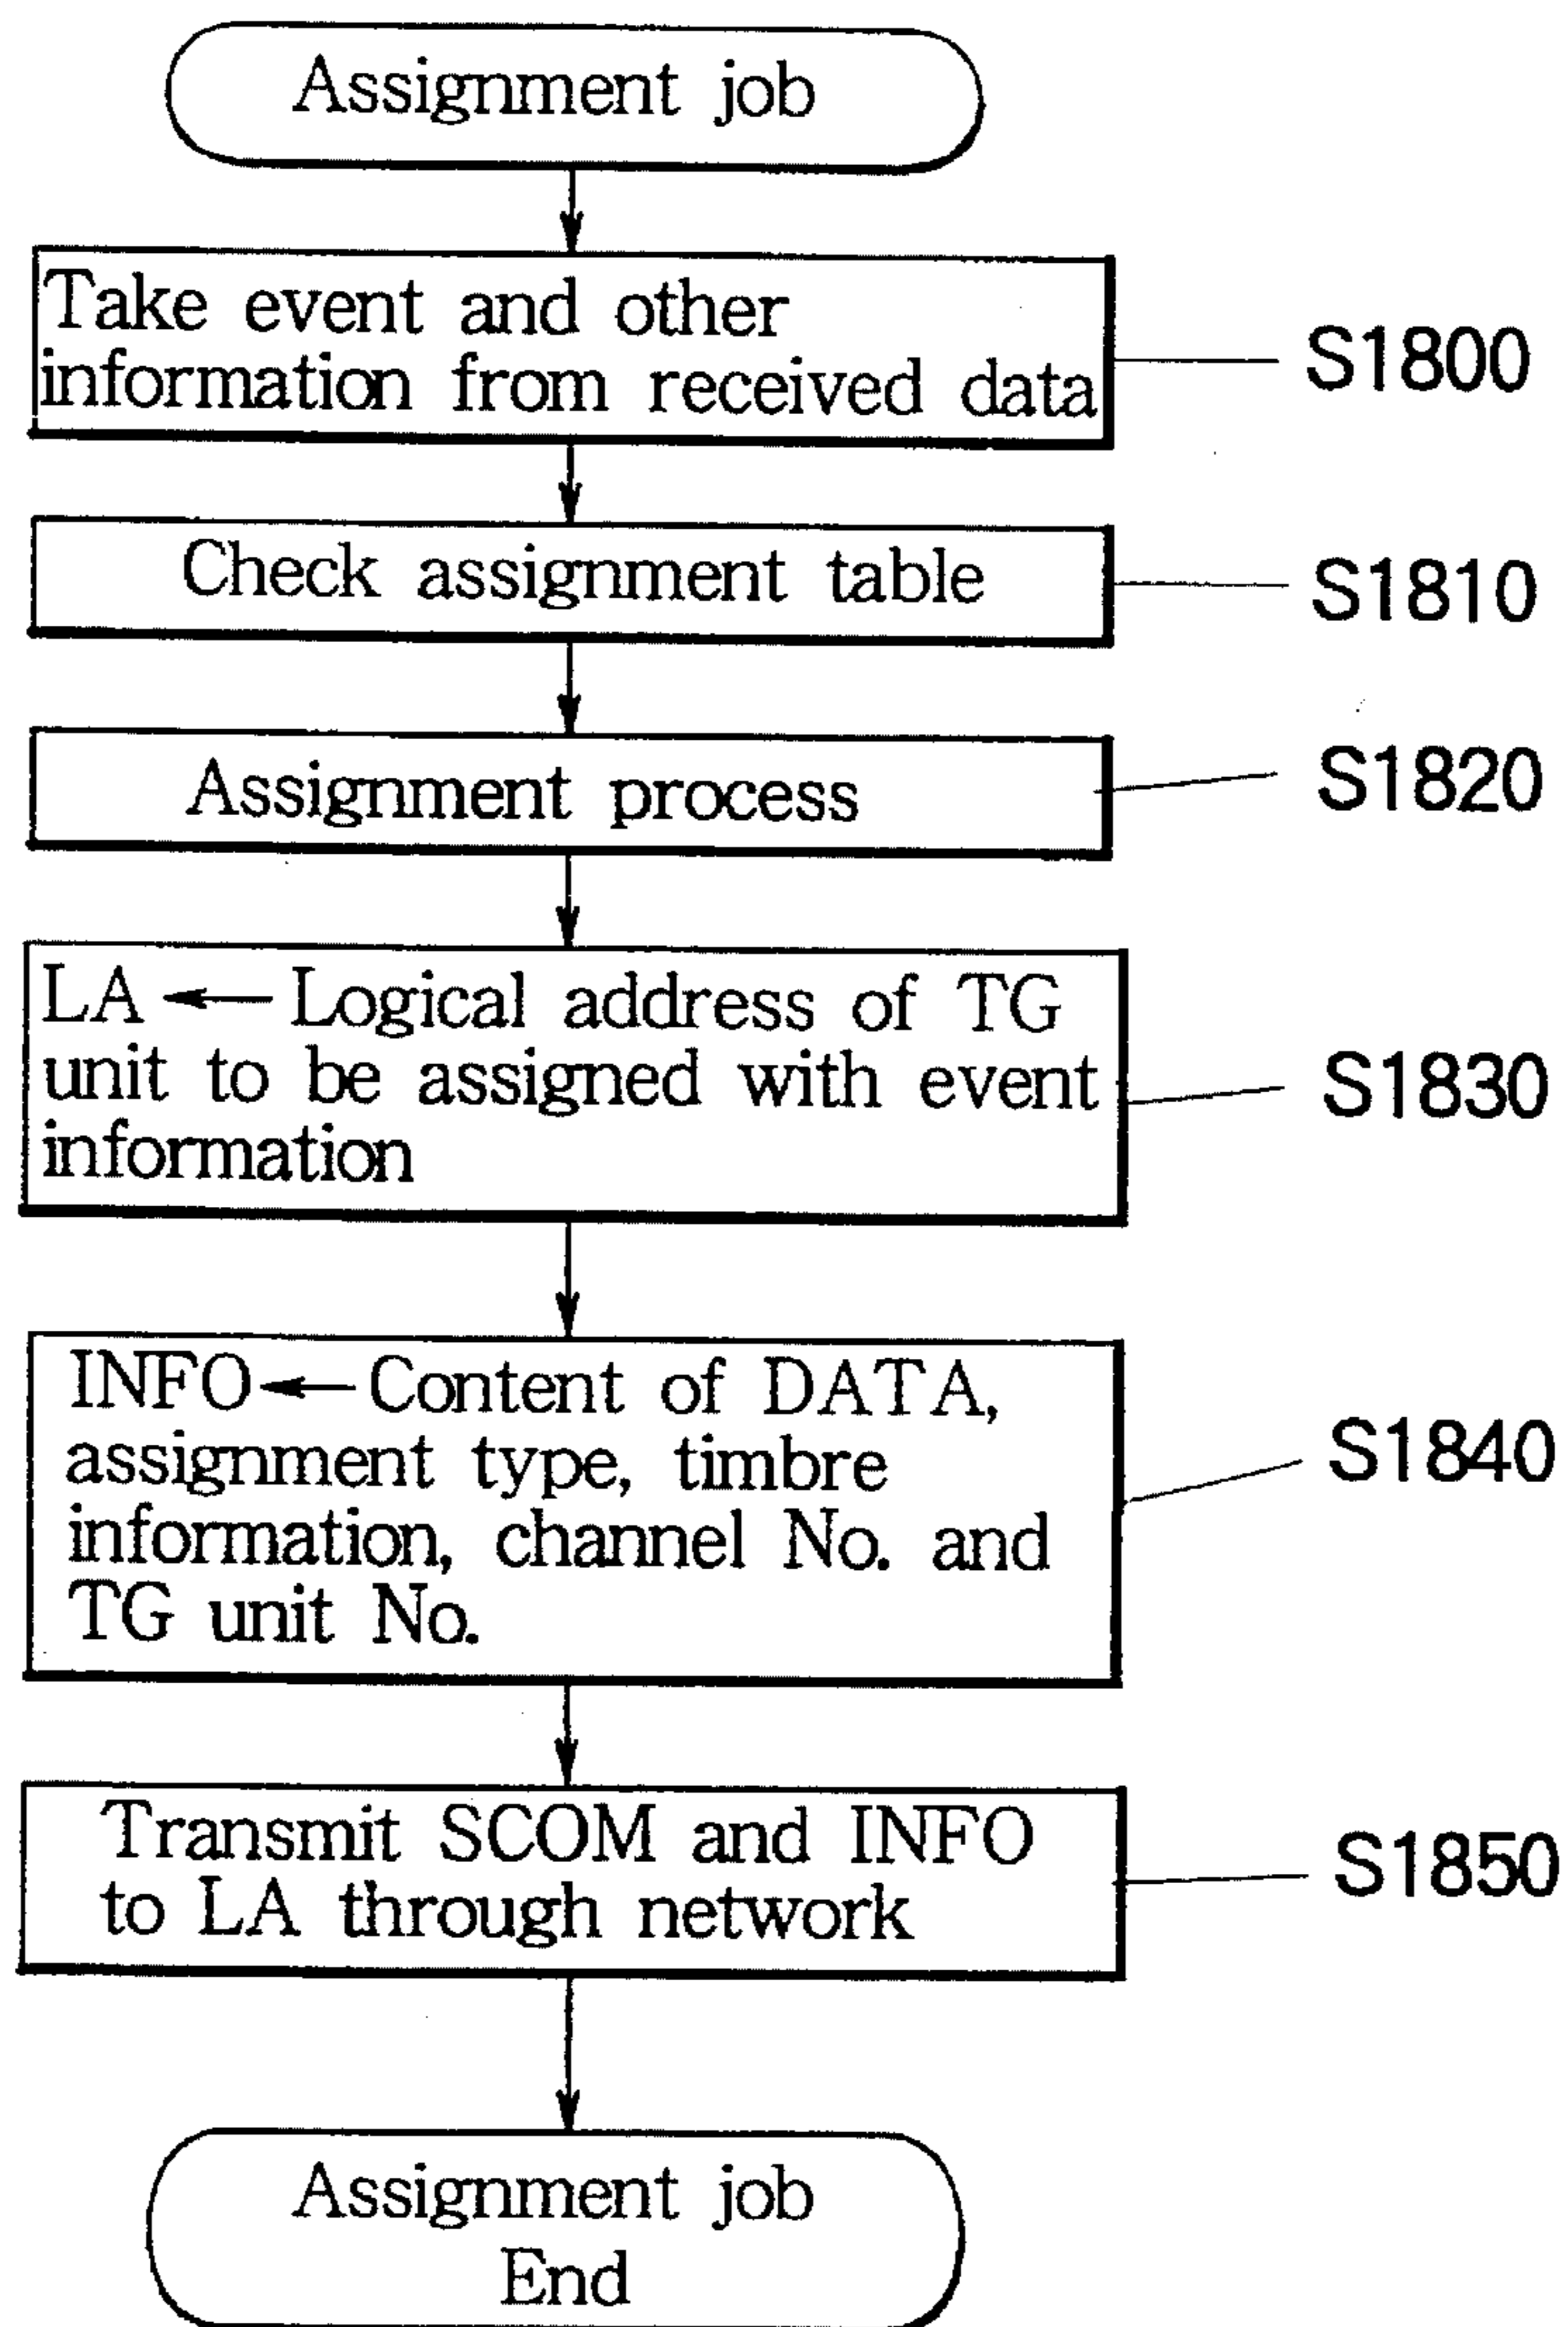 Assignment job
Take event and other
information from received data
S1800
Check assignment table
S1810
Assignment process
S1820
LA ← Logical address of TG
unit to be assigned with event
information
S1830
INFO ← Content of DATA,
assignment type, timbre
information, channel No. and
TG unit No.
S1840
Transmit SCOM and INFO
to LA through network
S1850
Assignment job
End